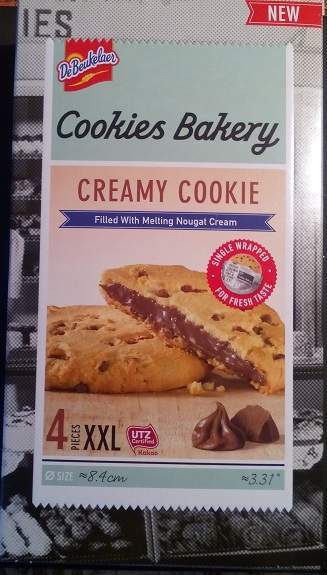 IES
NEW
DeBeukelaer
Cookies Bakery
CREAMY COOKIE
Filled With Melting Nougat Cream
SINGLE WRAPPED
FOR FRESH TASTE
4 PIECES XXL
UTZ
Certified
Kakao
Ø SIZE ≈8.4cm ≈3.31"